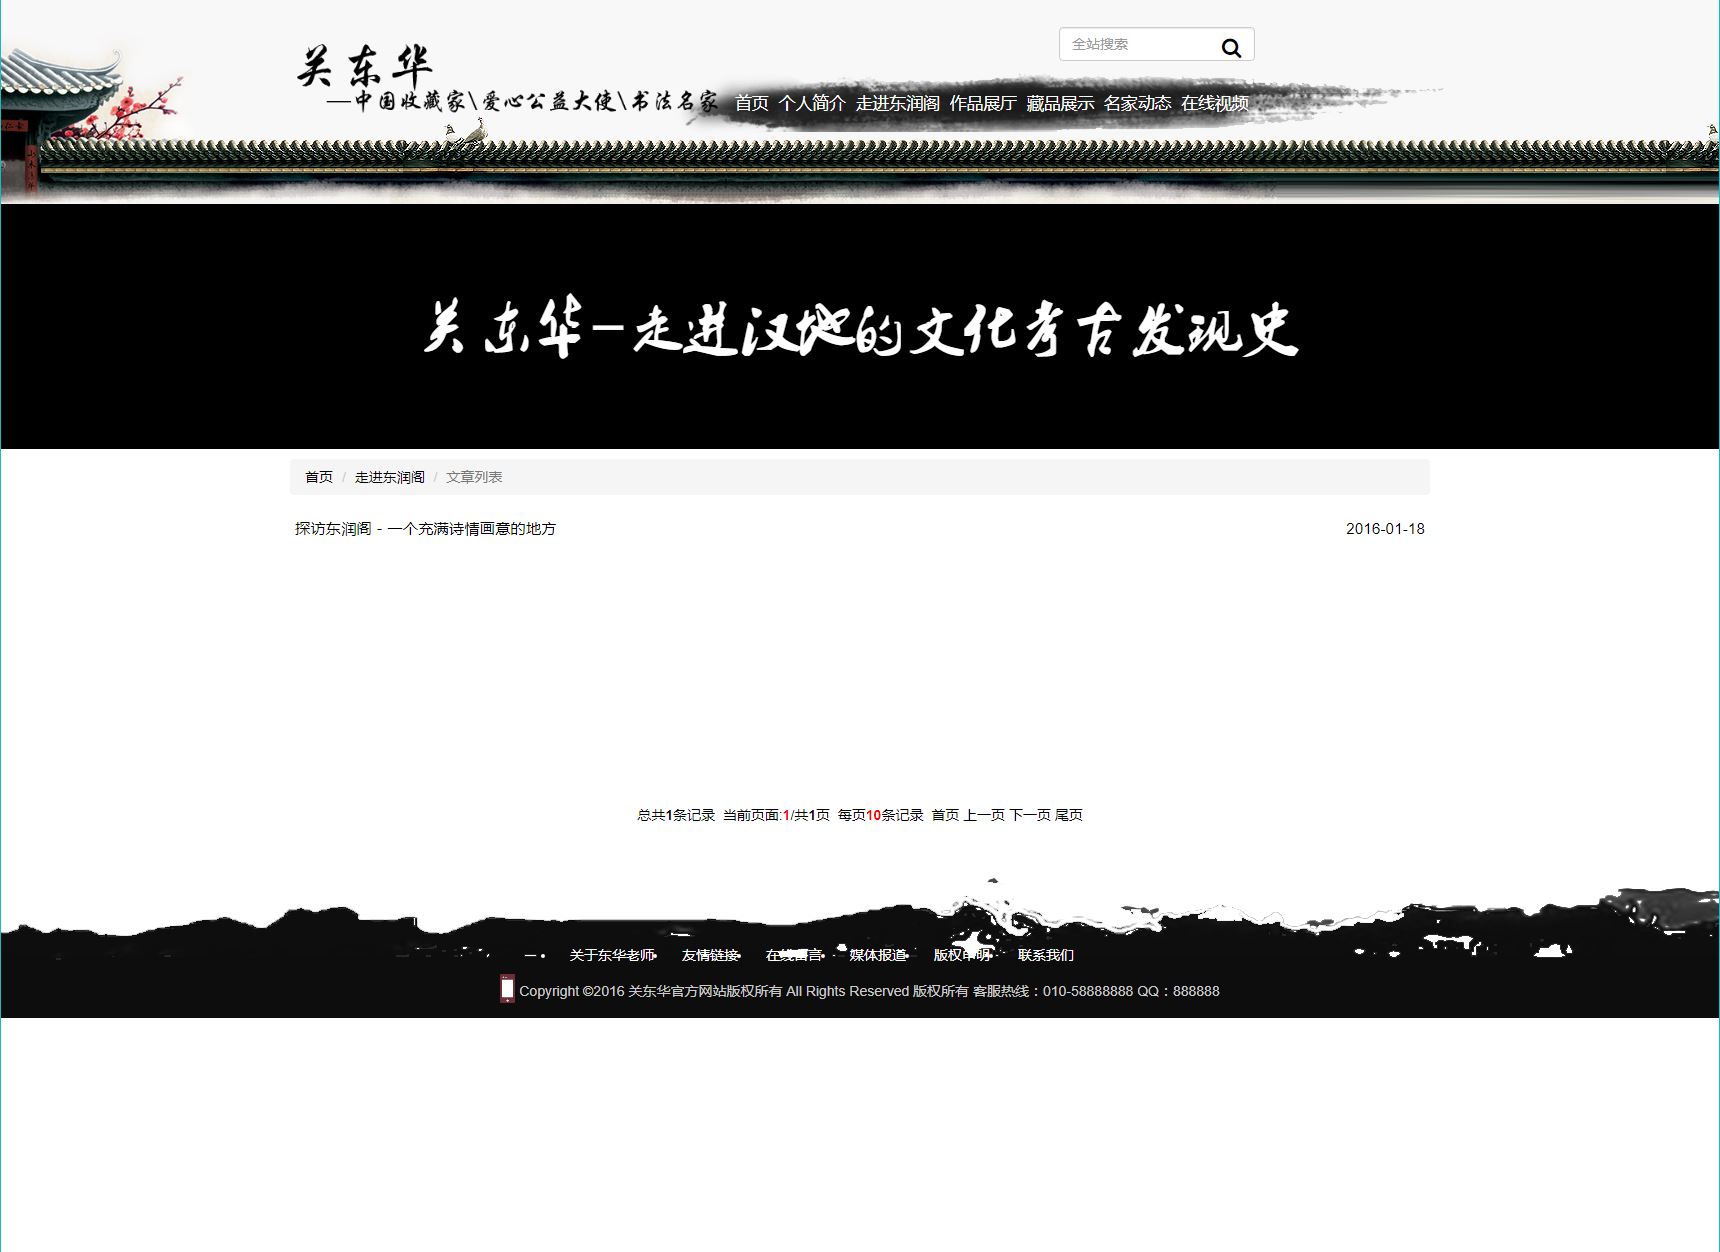 全站搜索
关东华
—中国收藏家\爱心公益大使\书法名家
首页 个人简介 走进东润阁 作品展厅 藏品展示 名家动态 在线视频
关东华-走进汉地的文化考古发现史
首页 / 走进东润阁 / 文章列表
探访东润阁 - 一个充满诗情画意的地方 2016-01-18
总共1条记录 当前页面:1/共1页 每页10条记录 首页 上一页 下一页 尾页
关于东华老师 友情链接 在线留言 媒体报道 版权申明 联系我们
Copyright ©2016 关东华官方网站版权所有 All Rights Reserved 版权所有 客服热线：010-58888888 QQ：888888